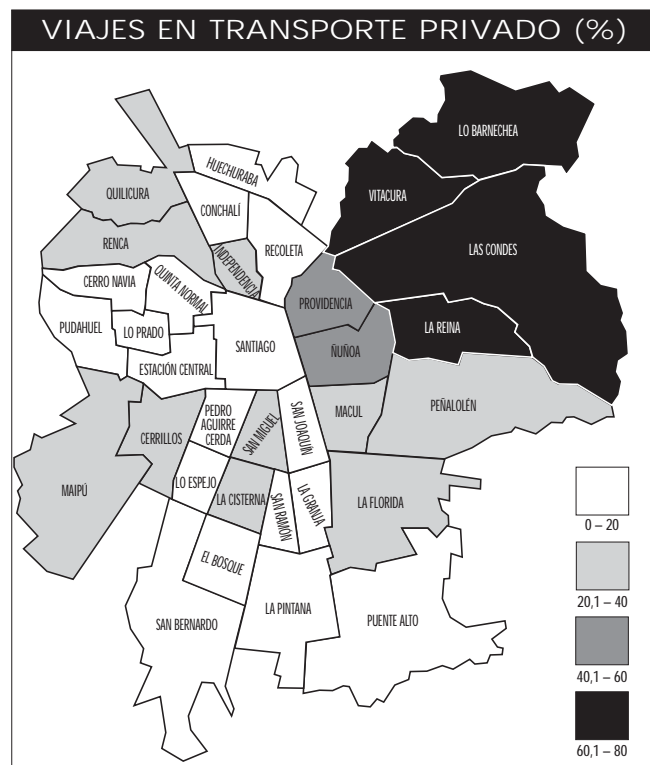 VIAJES EN TRANSPORTE PRIVADO (%)
LO BARNECHEA
HUECHURABA
QUILICURA
VITACURA
CONCHALÍ
RENCA
INDEPENDENCIA
RECOLETA
LAS CONDES
CERRO NAVIA
QUINTA NORMAL
PROVIDENCIA
PUDAHUEL
LO PRADO
SANTIAGO
LA REINA
ÑUÑOA
ESTACIÓN CENTRAL
PEÑALOLÉN
PEDRO
AGUIRRE
CERDA
SAN MIGUEL
SAN JOAQUÍN
MACUL
CERRILLOS
MAIPÚ
LO ESPEJO
LA CISTERNA
SAN RAMÓN
LA GRANJA
LA FLORIDA
0 – 20
EL BOSQUE
SAN BERNARDO
LA PINTANA
PUENTE ALTO
20,1 – 40
40,1 – 60
60,1 – 80